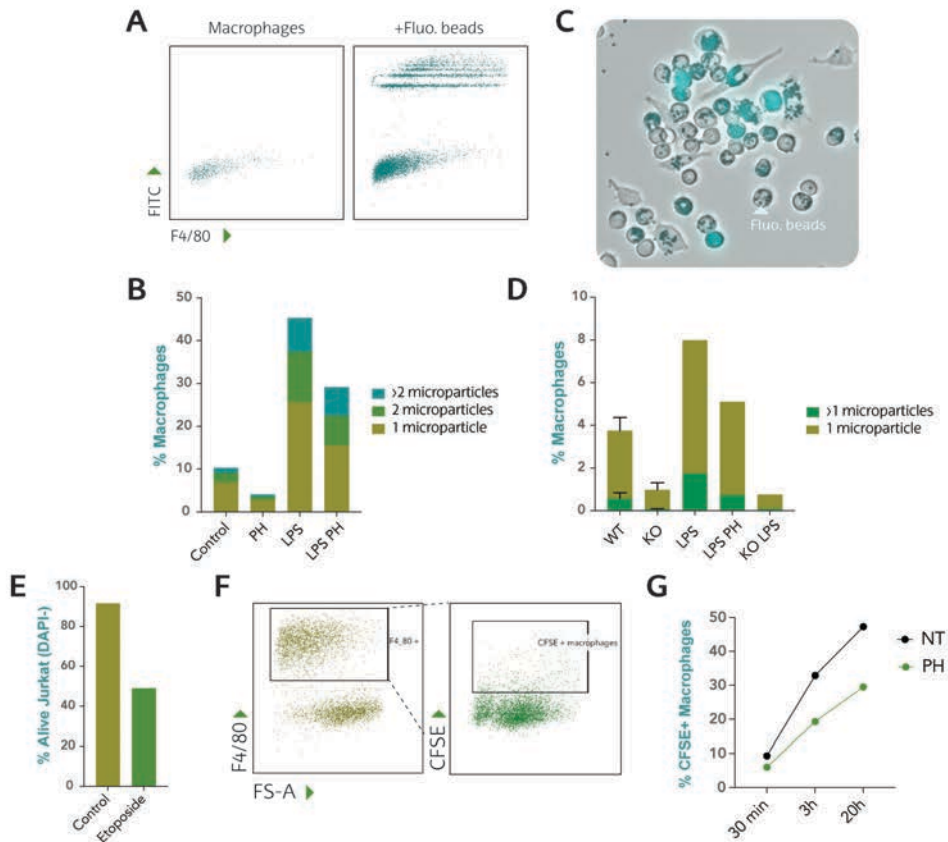 A
Macrophages
+Fluo. beads
FITC
F4/80
C
Fluo. beads
B
% Macrophages
50
40
30
20
10
0
Control
PH
LPS
LPS PH
>2 microparticles
2 microparticles
1 microparticle
D
% Macrophages
10
8
6
4
2
0
WT
KO
LPS
LPS PH
KO LPS
>1 microparticles
1 microparticle
E
% Alive Jurkat (DAPI-)
100
80
60
40
20
0
Control
Etoposide
F
F4/80
FS-A
F4_80 +
CFSE
CFSE + macrophages
G
% CFSE+ Macrophages
50
40
30
20
10
0
30 min
3h
20h
NT
PH